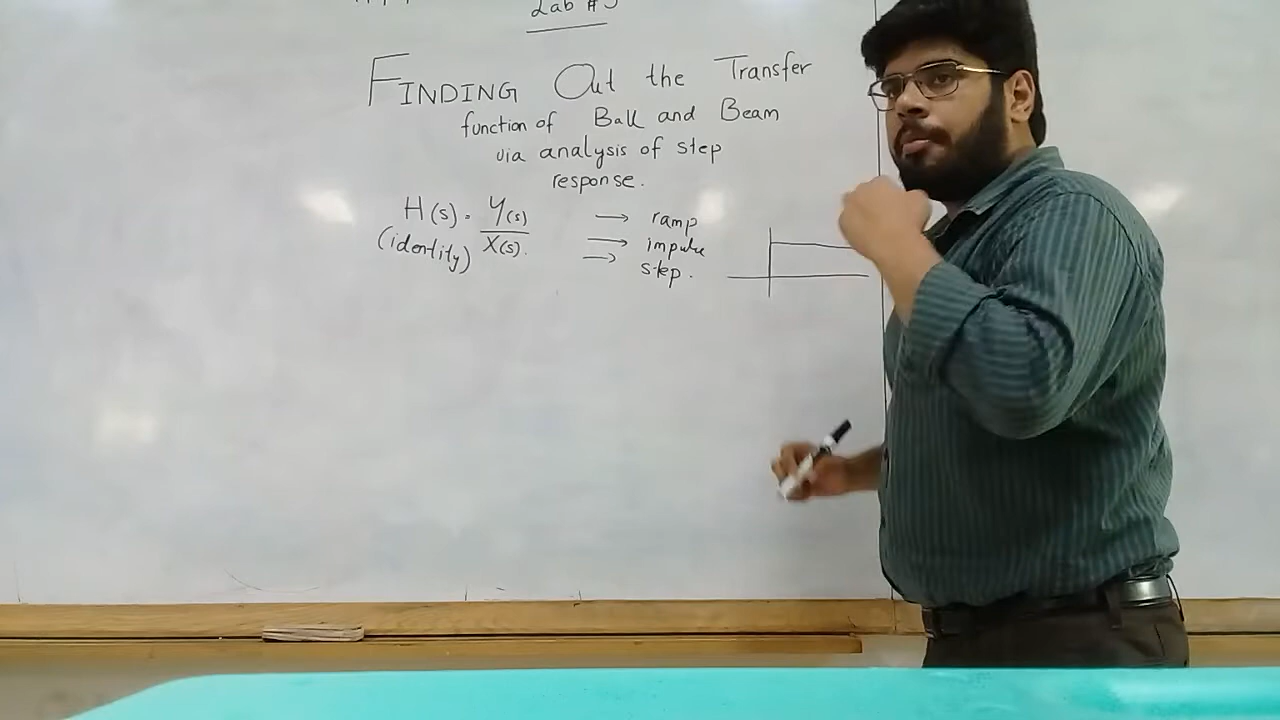 Lab #
FINDING Out the Transfer
function of Ball and Beam
via analysis of step
response.
H(s) = Y(s) / X(s).
(identity)
→ ramp
→ impulse
→ step.